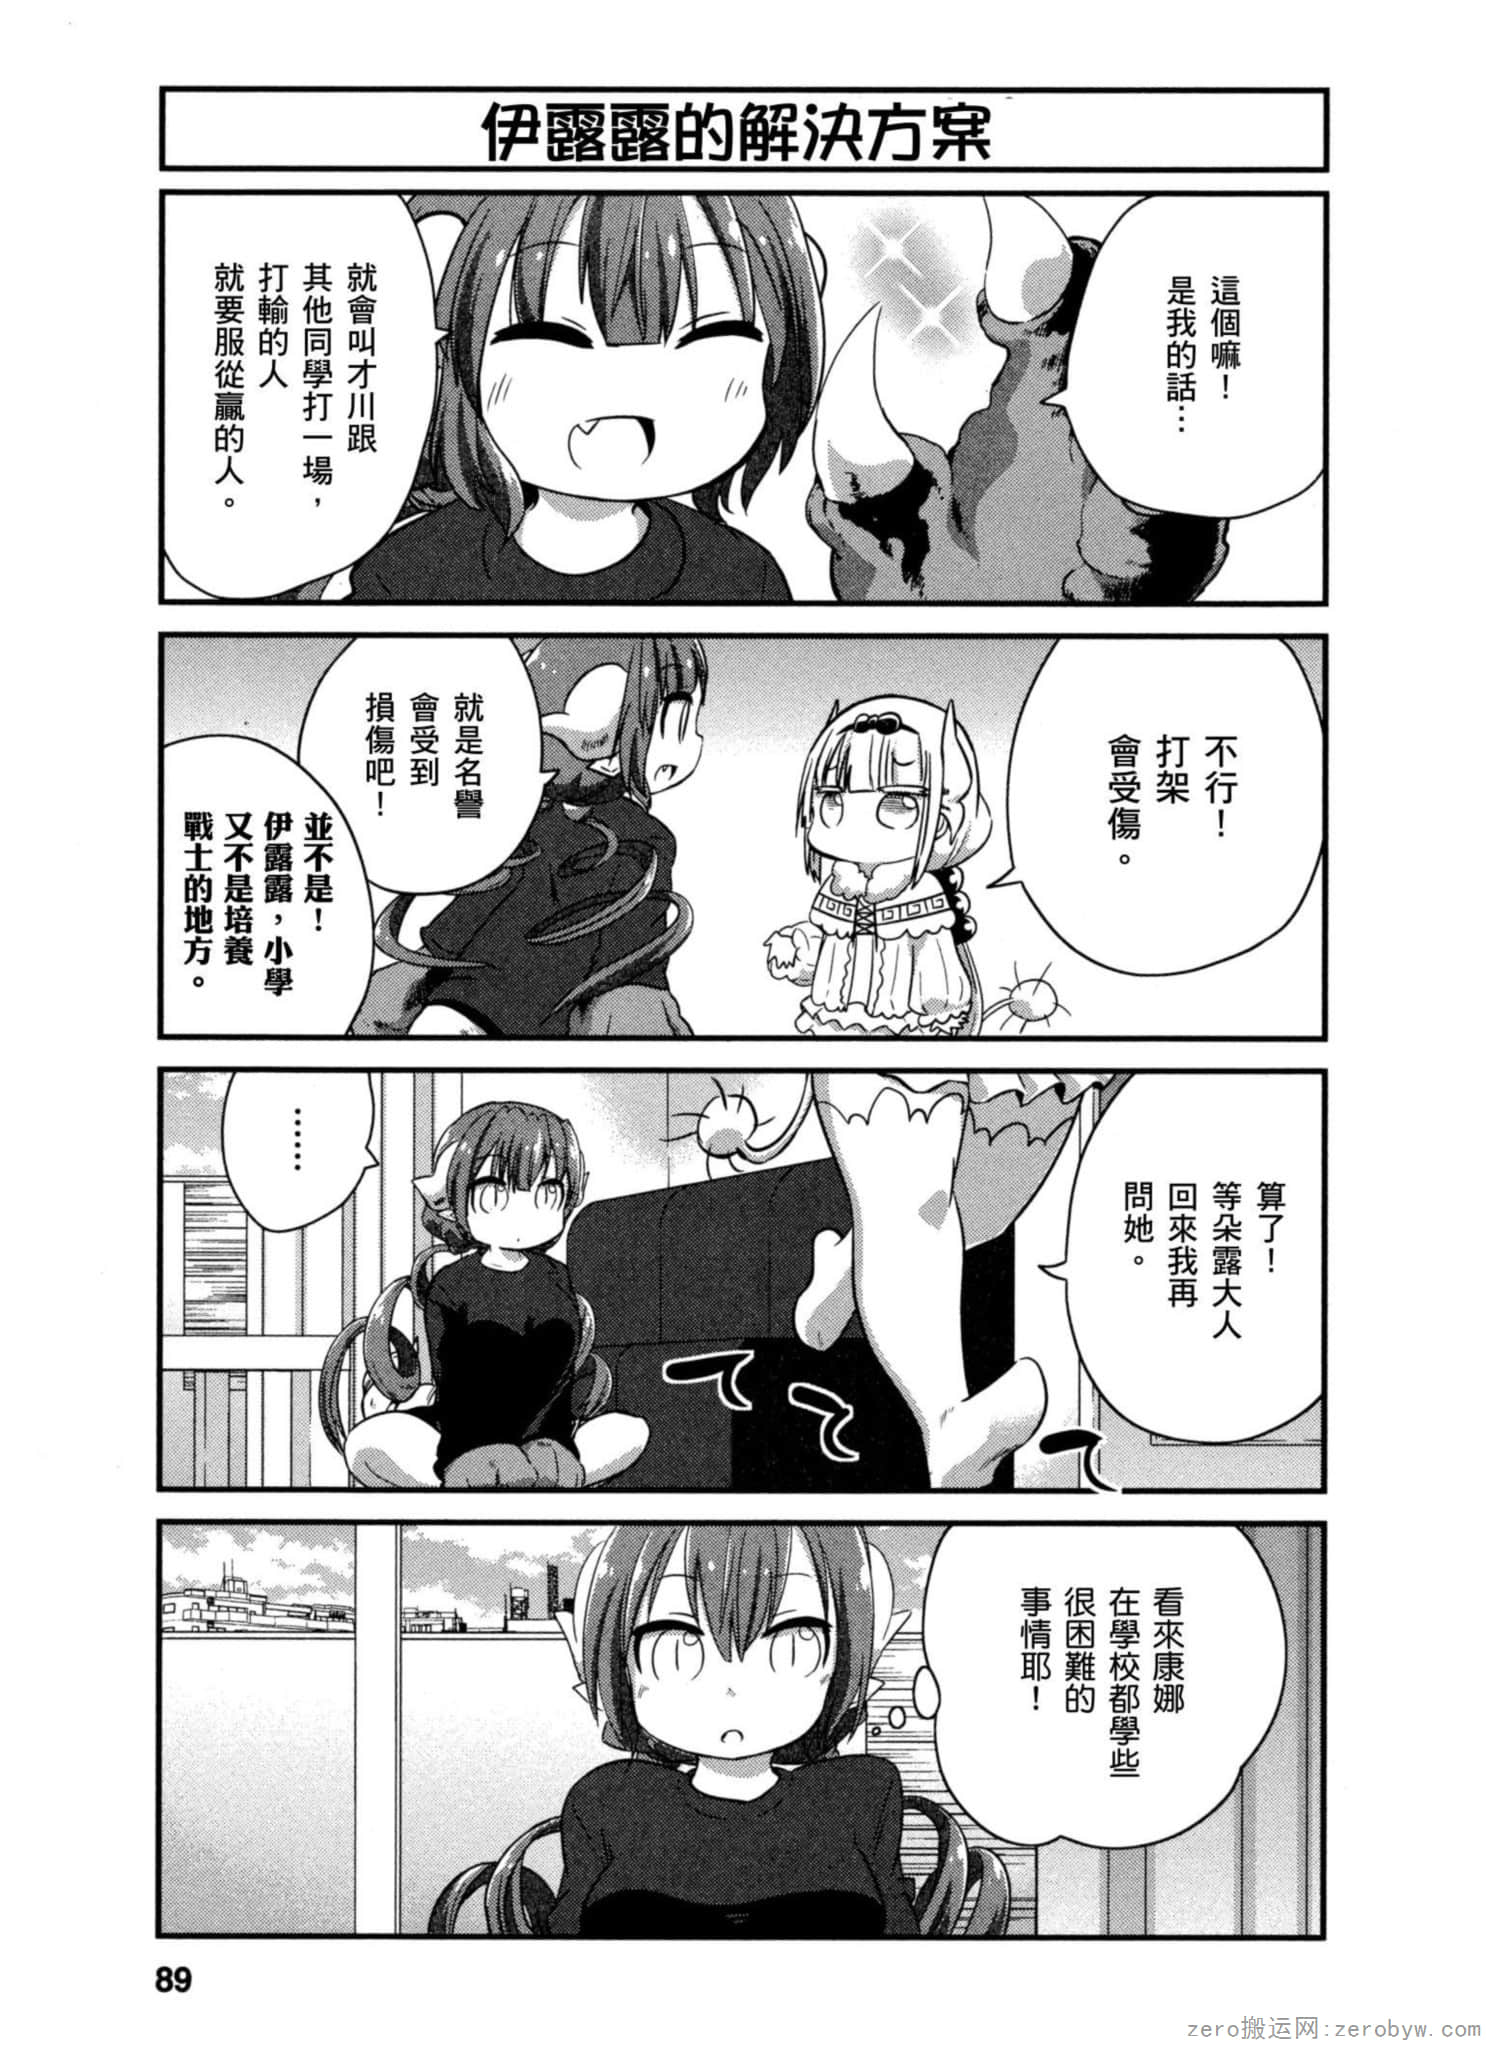 伊露露的解決方案
這個嘛！
是我的話…
就會叫才川跟
其他同學打一場，
打輸的人
就要服從贏的人。
不行！
打架
會受傷。
就是名譽
會受到
損傷吧！
並不是！
伊露露，小學
又不是培養
戰士的地方。
算了！
等朵露大人
回來我再
問她。
……
てくてく
看來康娜
在學校都學些
很困難的
事情耶！
89
zero搬运网:zerobyw.com